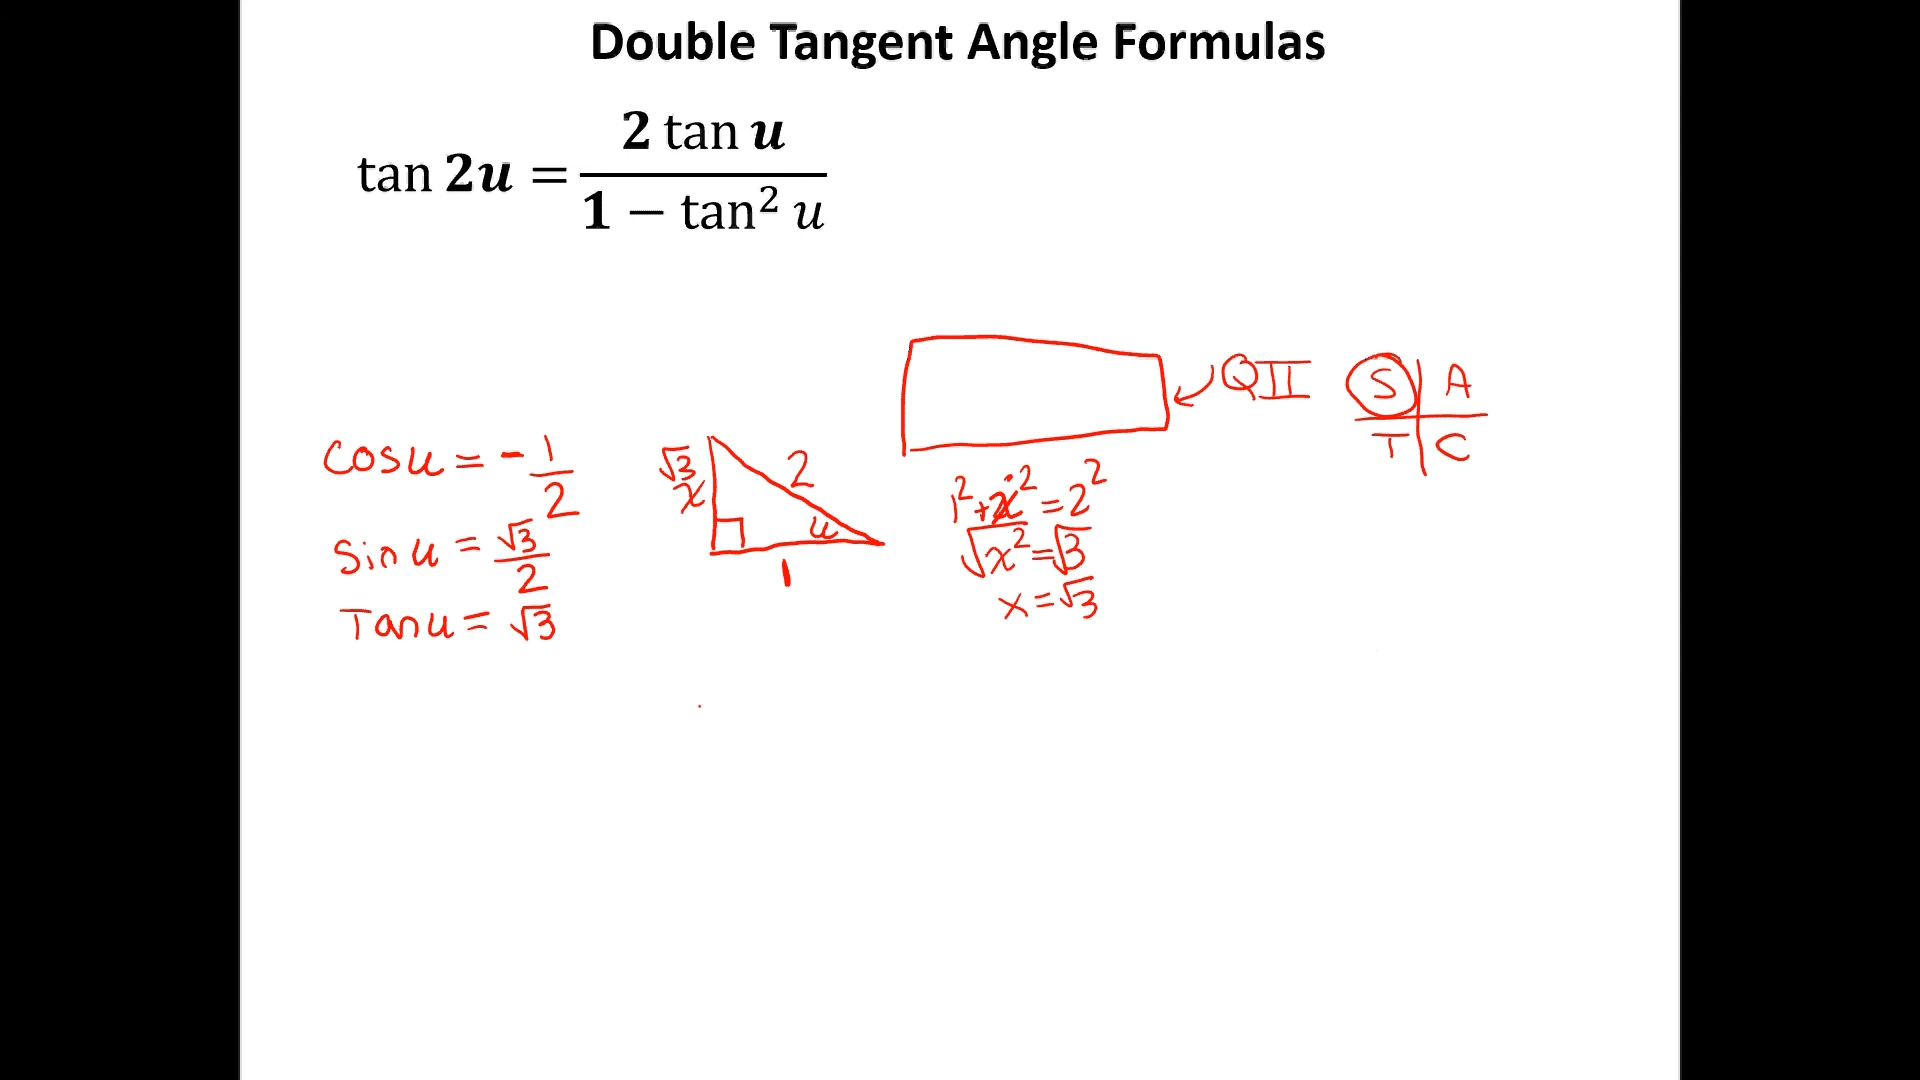 Double Tangent Angle Formulas
tan 2u = 2 tan u / 1 − tan² u
QII
S A
T C
cos u = - 1/2
sin u = √3/2
Tan u = √3
√3
x
2
u
1
1² + x² = 2²
√x² = √3
x = √3